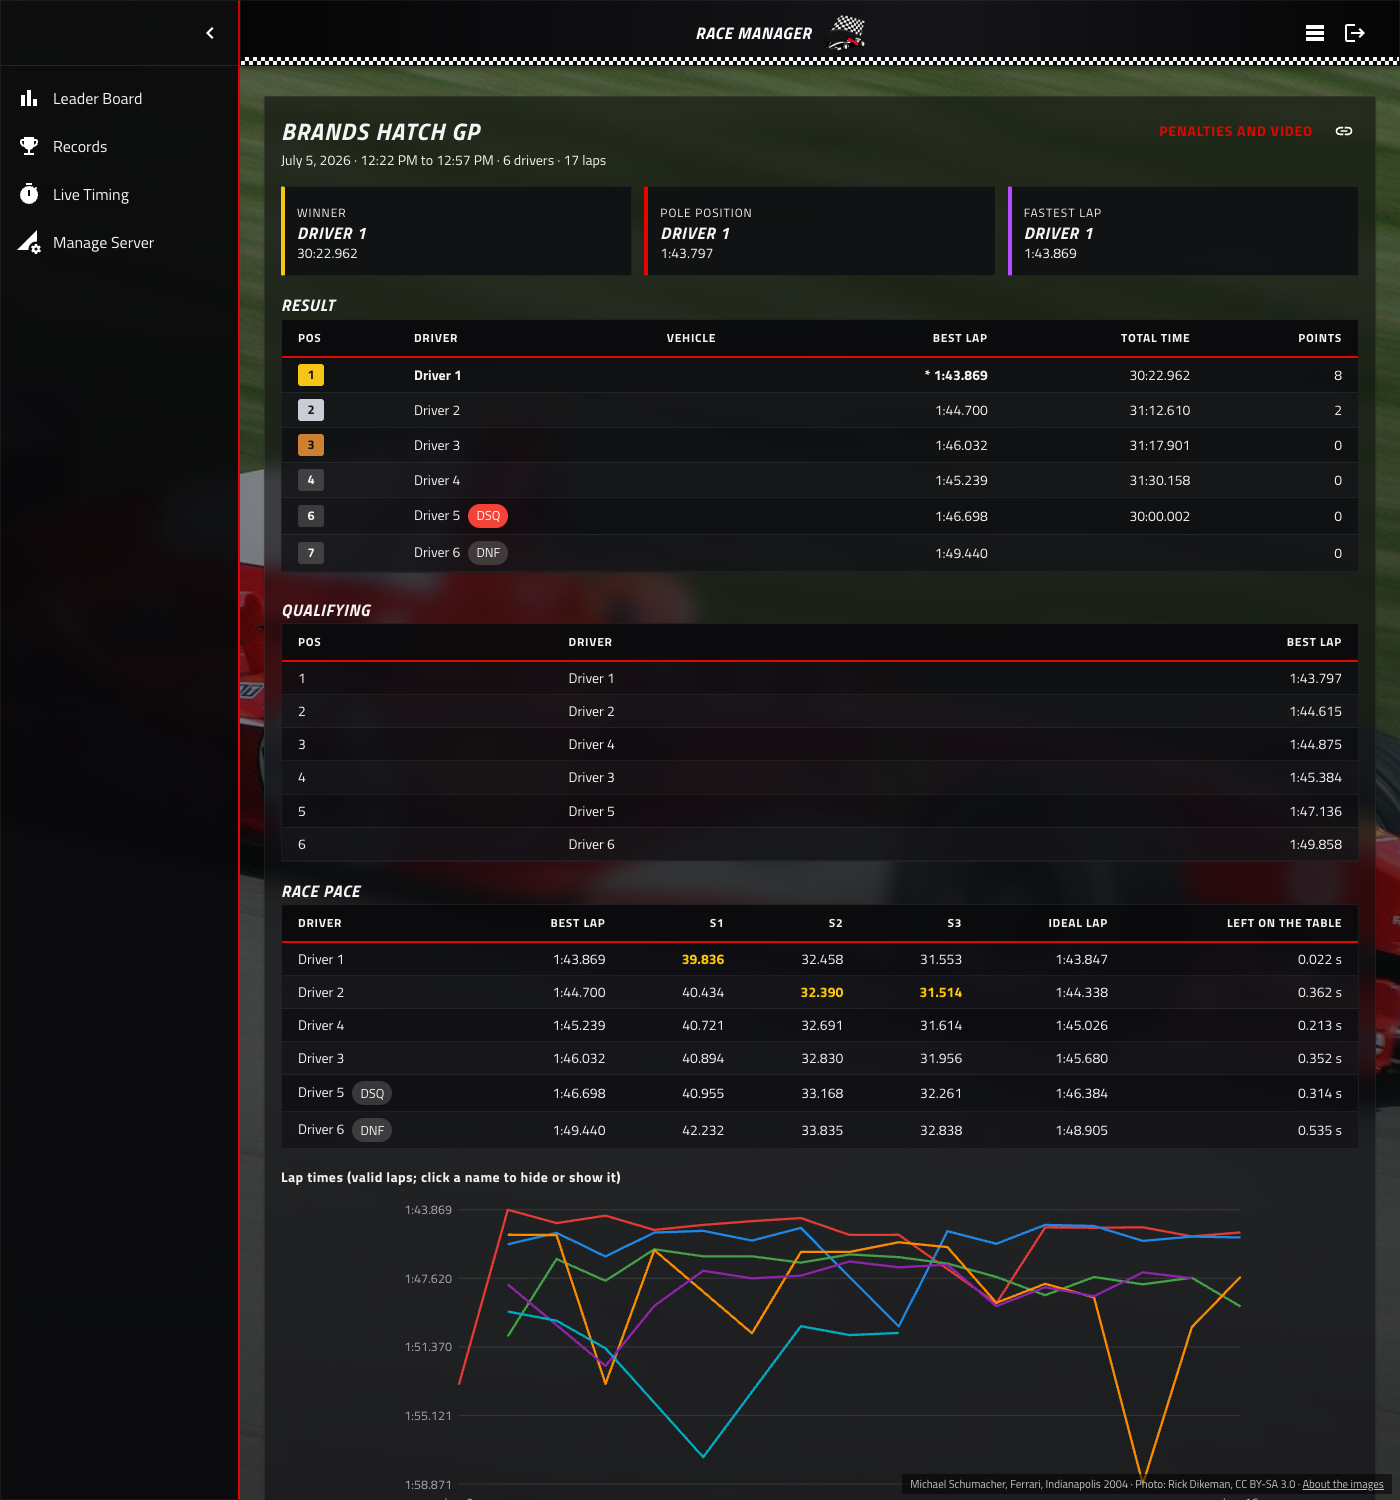 RACE MANAGER
Leader Board
Records
Live Timing
Manage Server
BRANDS HATCH GP
PENALTIES AND VIDEO
July 5, 2026 · 12:22 PM to 12:57 PM · 6 drivers · 17 laps
WINNER
DRIVER 1
30:22.962
POLE POSITION
DRIVER 1
1:43.797
FASTEST LAP
DRIVER 1
1:43.869
RESULT
POS DRIVER VEHICLE BEST LAP TOTAL TIME POINTS
1 Driver 1 * 1:43.869 30:22.962 8
2 Driver 2 1:44.700 31:12.610 2
3 Driver 3 1:46.032 31:17.901 0
4 Driver 4 1:45.239 31:30.158 0
6 Driver 5 DSQ 1:46.698 30:00.002 0
7 Driver 6 DNF 1:49.440 0
QUALIFYING
POS DRIVER BEST LAP
1 Driver 1 1:43.797
2 Driver 2 1:44.615
3 Driver 4 1:44.875
4 Driver 3 1:45.384
5 Driver 5 1:47.136
6 Driver 6 1:49.858
RACE PACE
DRIVER BEST LAP S1 S2 S3 IDEAL LAP LEFT ON THE TABLE
Driver 1 1:43.869 39.836 32.458 31.553 1:43.847 0.022 s
Driver 2 1:44.700 40.434 32.390 31.514 1:44.338 0.362 s
Driver 4 1:45.239 40.721 32.691 31.614 1:45.026 0.213 s
Driver 3 1:46.032 40.894 32.830 31.956 1:45.680 0.352 s
Driver 5 DSQ 1:46.698 40.955 33.168 32.261 1:46.384 0.314 s
Driver 6 DNF 1:49.440 42.232 33.835 32.838 1:48.905 0.535 s
Lap times (valid laps; click a name to hide or show it)
1:43.869
1:47.620
1:51.370
1:55.121
1:58.871
Michael Schumacher, Ferrari, Indianapolis 2004 · Photo: Rick Dikeman, CC BY-SA 3.0 · About the images